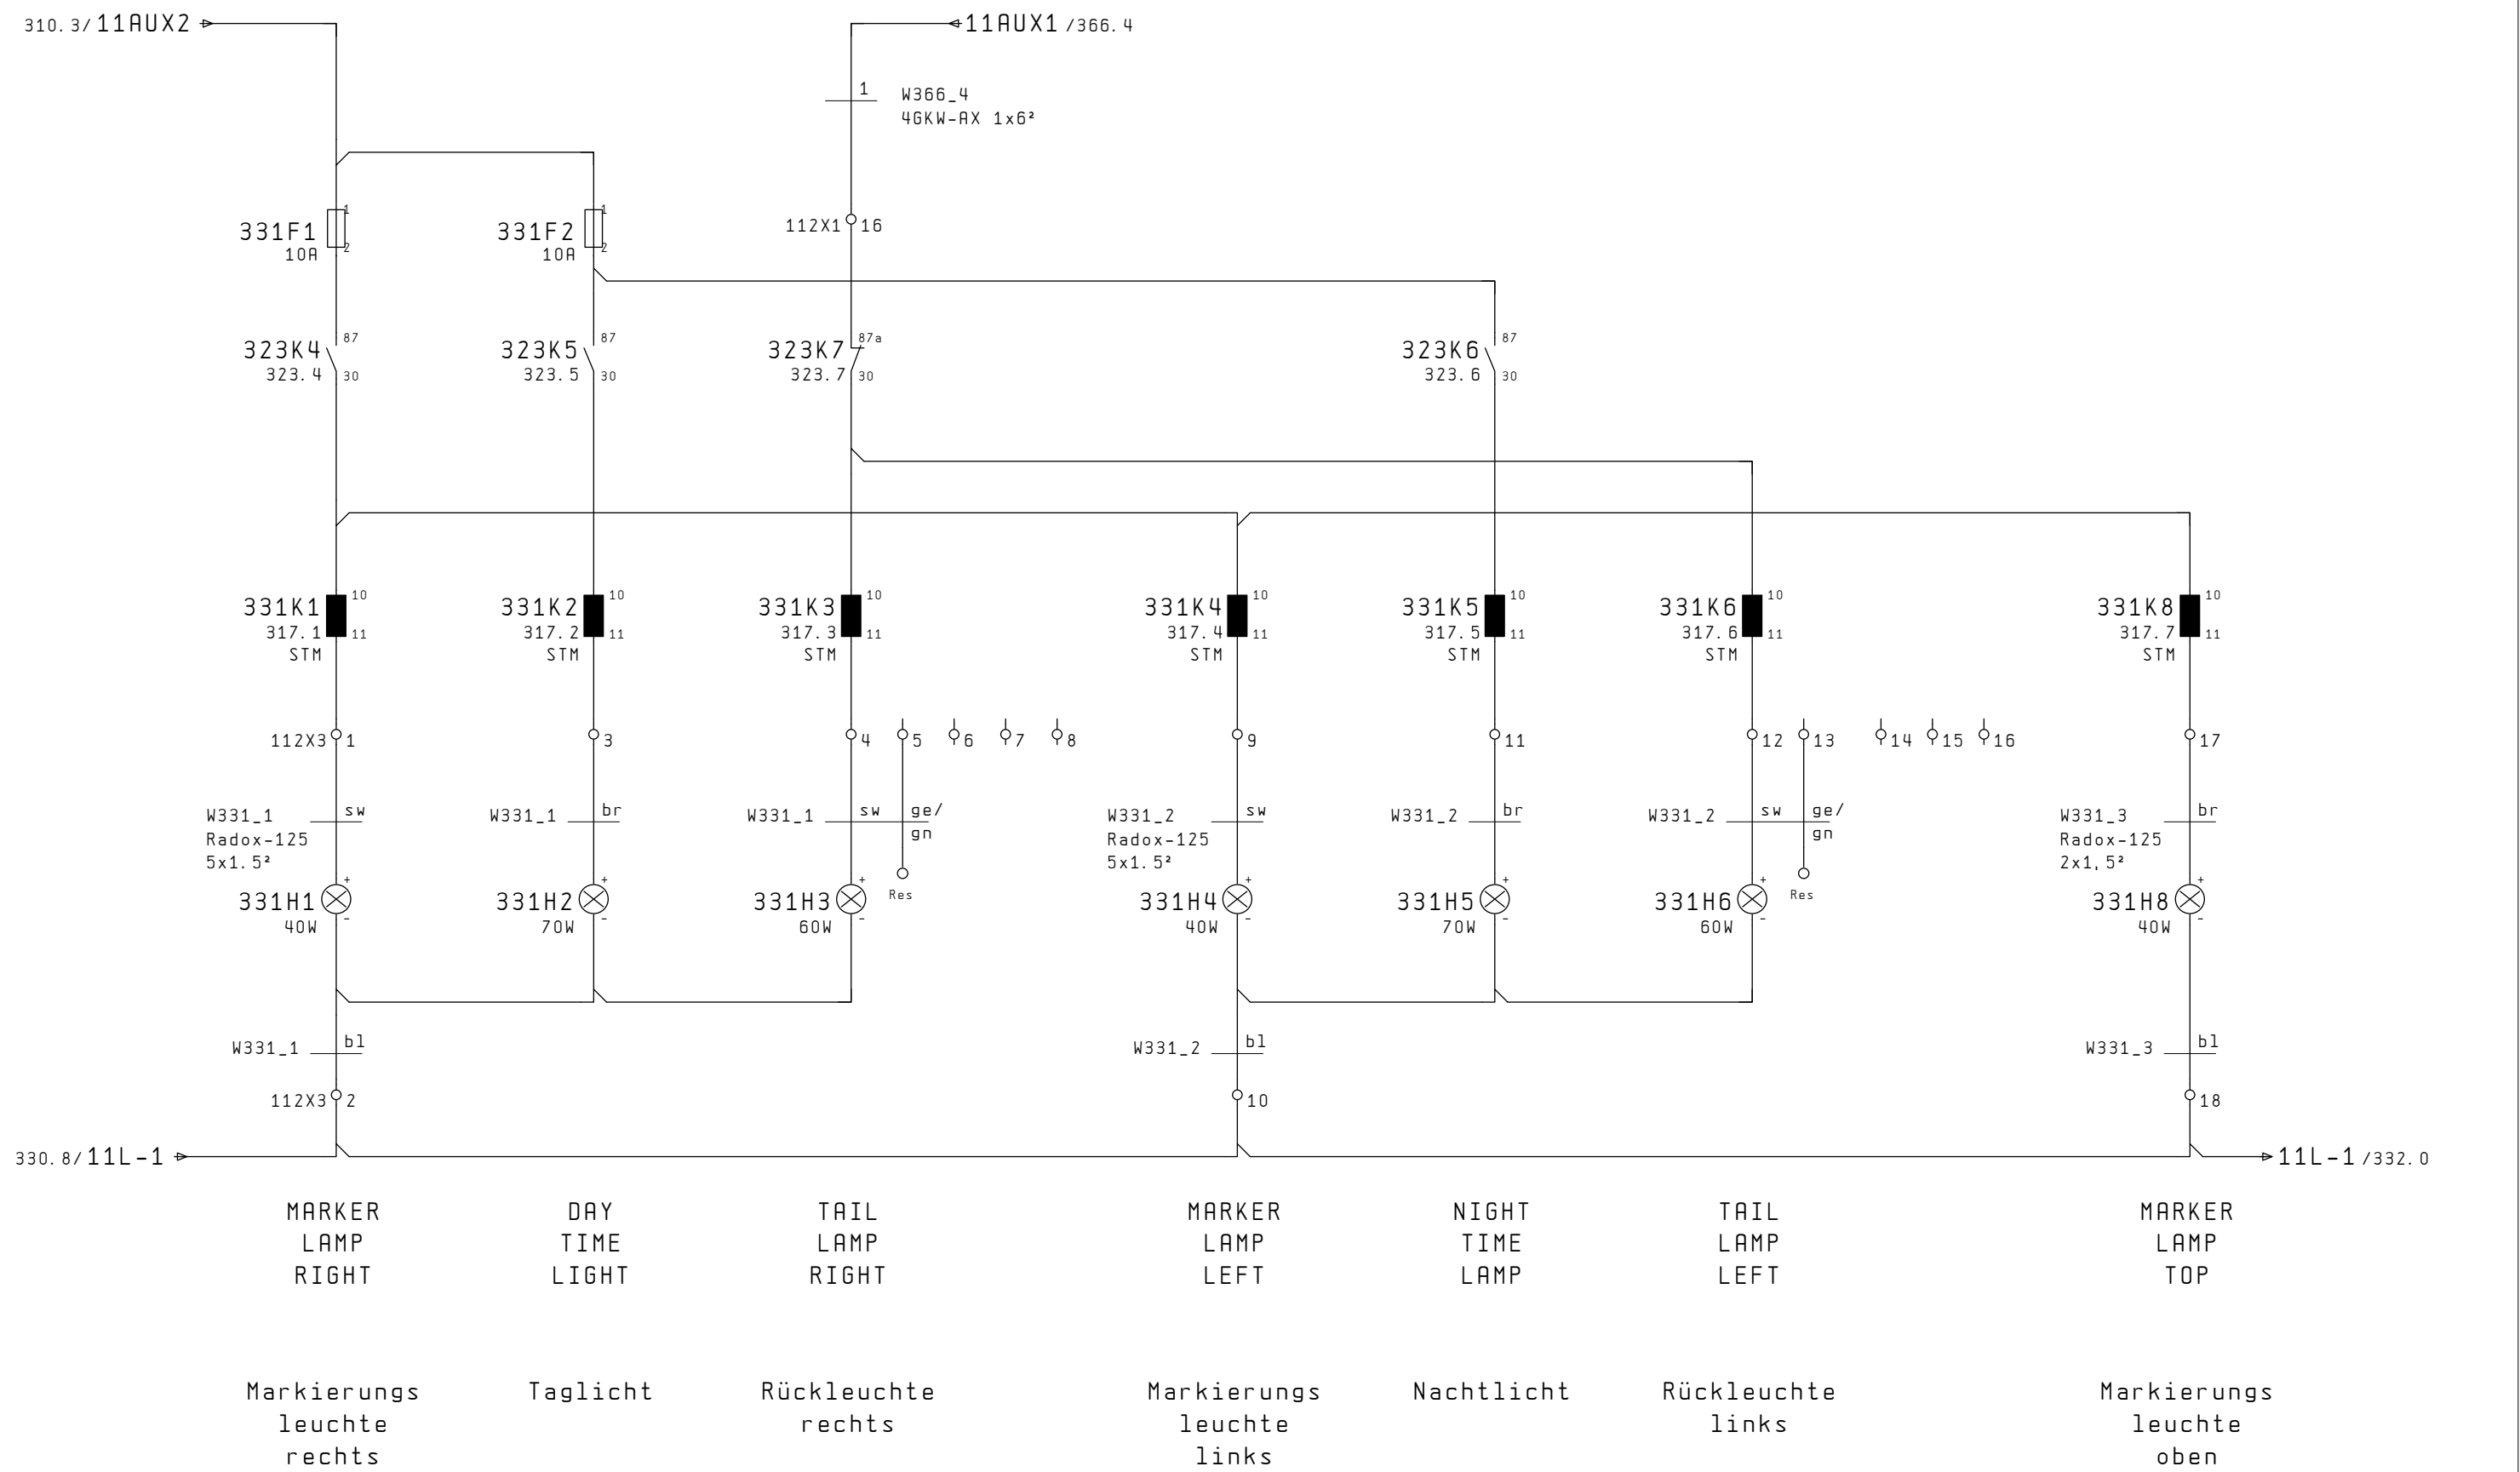 310.3/11AUX2
11AUX1/366.4
1
W366_4
4GKW-AX 1x6²
331F1
10A
1
2
331F2
10A
1
2
112X1
16
323K4
323.4
87
30
323K5
323.5
87
30
323K7
323.7
87a
30
323K6
323.6
87
30
331K1
317.1
STM
10
11
331K2
317.2
STM
10
11
331K3
317.3
STM
10
11
331K4
317.4
STM
10
11
331K5
317.5
STM
10
11
331K6
317.6
STM
10
11
331K8
317.7
STM
10
11
112X3
1
3
4
5
6
7
8
9
11
12
13
14
15
16
17
W331_1
Radox-125
5x1.5²
sw
W331_1
br
W331_1
sw
ge/
gn
W331_2
Radox-125
5x1.5²
sw
W331_2
br
W331_2
sw
ge/
gn
W331_3
Radox-125
2x1,5²
br
331H1
40W
+
-
331H2
70W
+
-
331H3
60W
+
-
Res
331H4
40W
+
-
331H5
70W
+
-
331H6
60W
+
-
Res
331H8
40W
+
-
W331_1
bl
W331_2
bl
W331_3
bl
112X3
2
10
18
330.8/11L-1
11L-1/332.0
MARKER
LAMP
RIGHT
DAY
TIME
LIGHT
TAIL
LAMP
RIGHT
MARKER
LAMP
LEFT
NIGHT
TIME
LAMP
TAIL
LAMP
LEFT
MARKER
LAMP
TOP
Markierungs
leuchte
rechts
Taglicht
Rückleuchte
rechts
Markierungs
leuchte
links
Nachtlicht
Rückleuchte
links
Markierungs
leuchte
oben